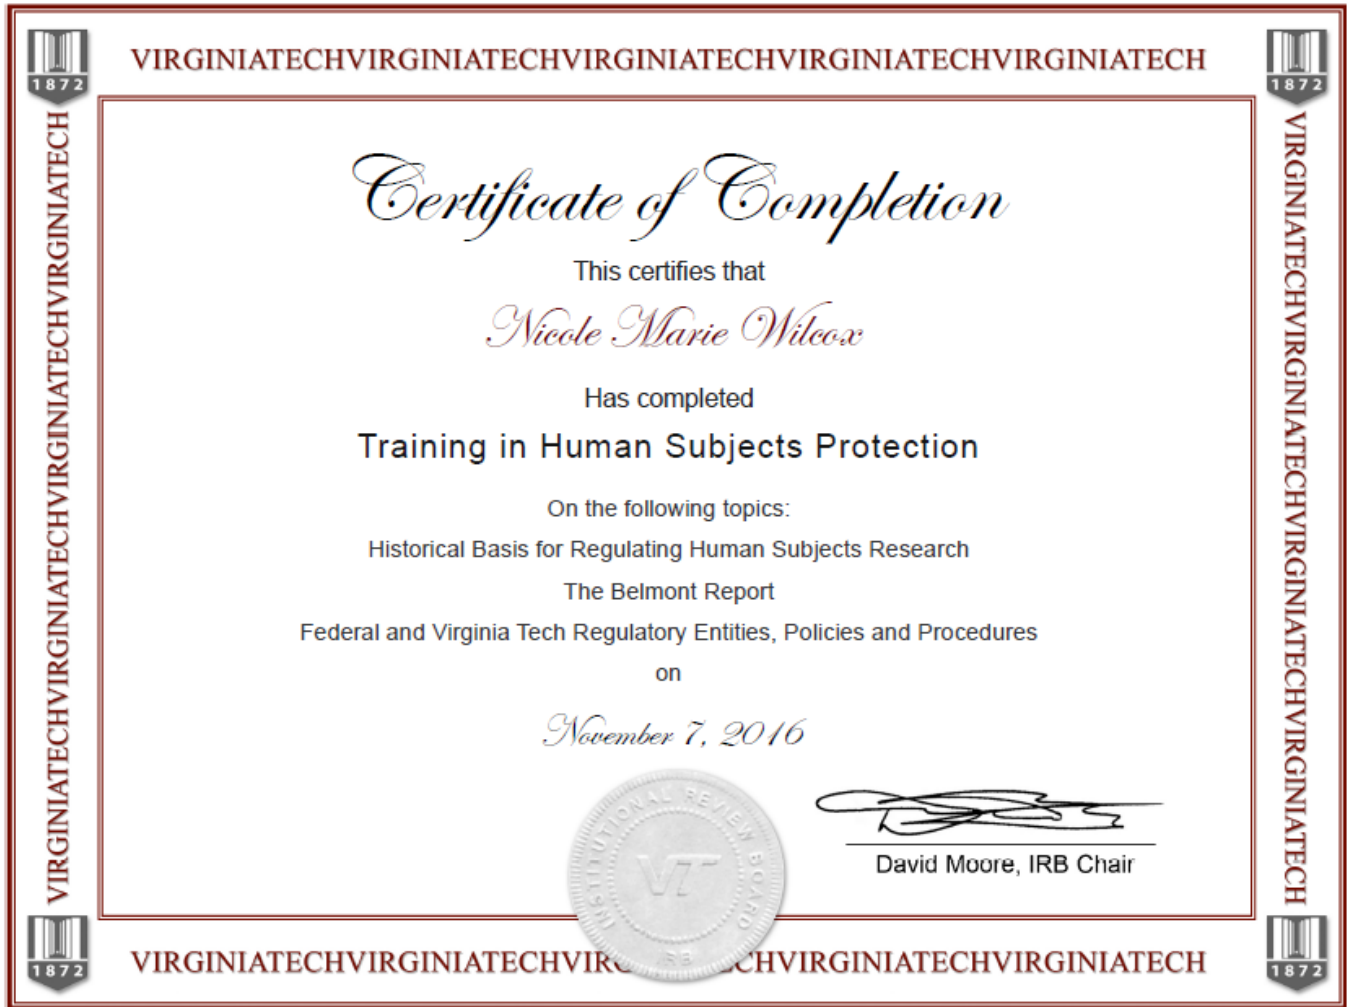 VIRGINIATECHVIRGINIATECHVIRGINIATECHVIRGINIATECHVIRGINIATECH
1872
1872
VIRGINIATECHVIRGINIATECHVIRGINIATECHVIRGINIATECH
VIRGINIATECHVIRGINIATECHVIRGINIATECHVIRGINIATECH
Certificate of Completion
This certifies that
Nicole Marie Wilcox
Has completed
Training in Human Subjects Protection
On the following topics:
Historical Basis for Regulating Human Subjects Research
The Belmont Report
Federal and Virginia Tech Regulatory Entities, Policies and Procedures
on
November 7, 2016
INSTITUTIONAL REVIEW BOARD
VT
IRB
David Moore, IRB Chair
1872
1872
VIRGINIATECHVIRGINIATECHVIRG CHVIRGINIATECHVIRGINIATECH